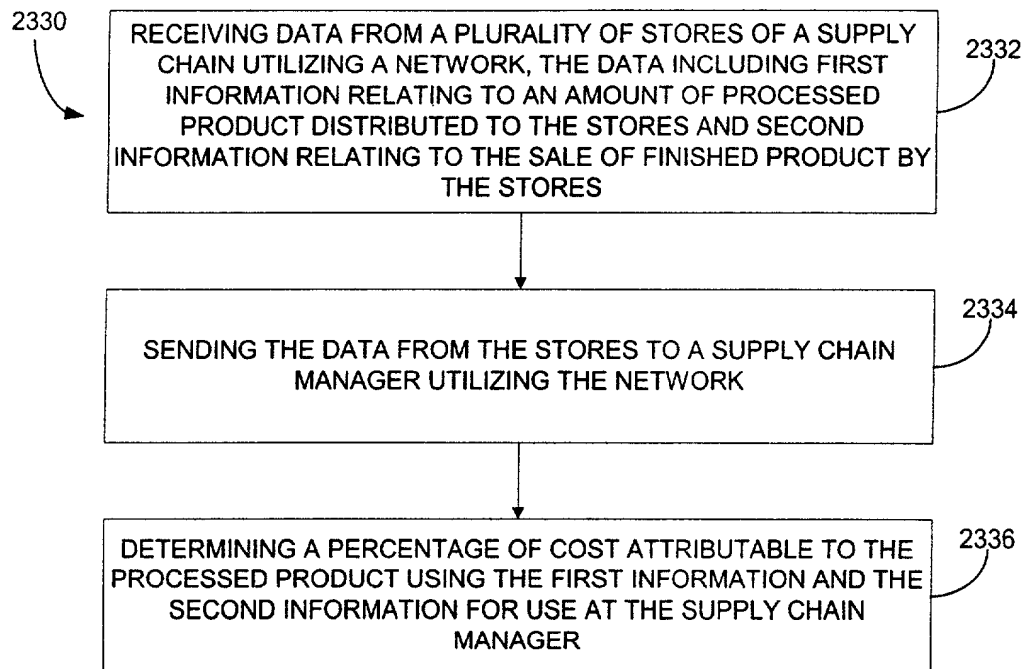 2330
RECEIVING DATA FROM A PLURALITY OF STORES OF A SUPPLY
CHAIN UTILIZING A NETWORK, THE DATA INCLUDING FIRST
INFORMATION RELATING TO AN AMOUNT OF PROCESSED
PRODUCT DISTRIBUTED TO THE STORES AND SECOND
INFORMATION RELATING TO THE SALE OF FINISHED PRODUCT BY
THE STORES
2332
SENDING THE DATA FROM THE STORES TO A SUPPLY CHAIN
MANAGER UTILIZING THE NETWORK
2334
DETERMINING A PERCENTAGE OF COST ATTRIBUTABLE TO THE
PROCESSED PRODUCT USING THE FIRST INFORMATION AND THE
SECOND INFORMATION FOR USE AT THE SUPPLY CHAIN
MANAGER
2336